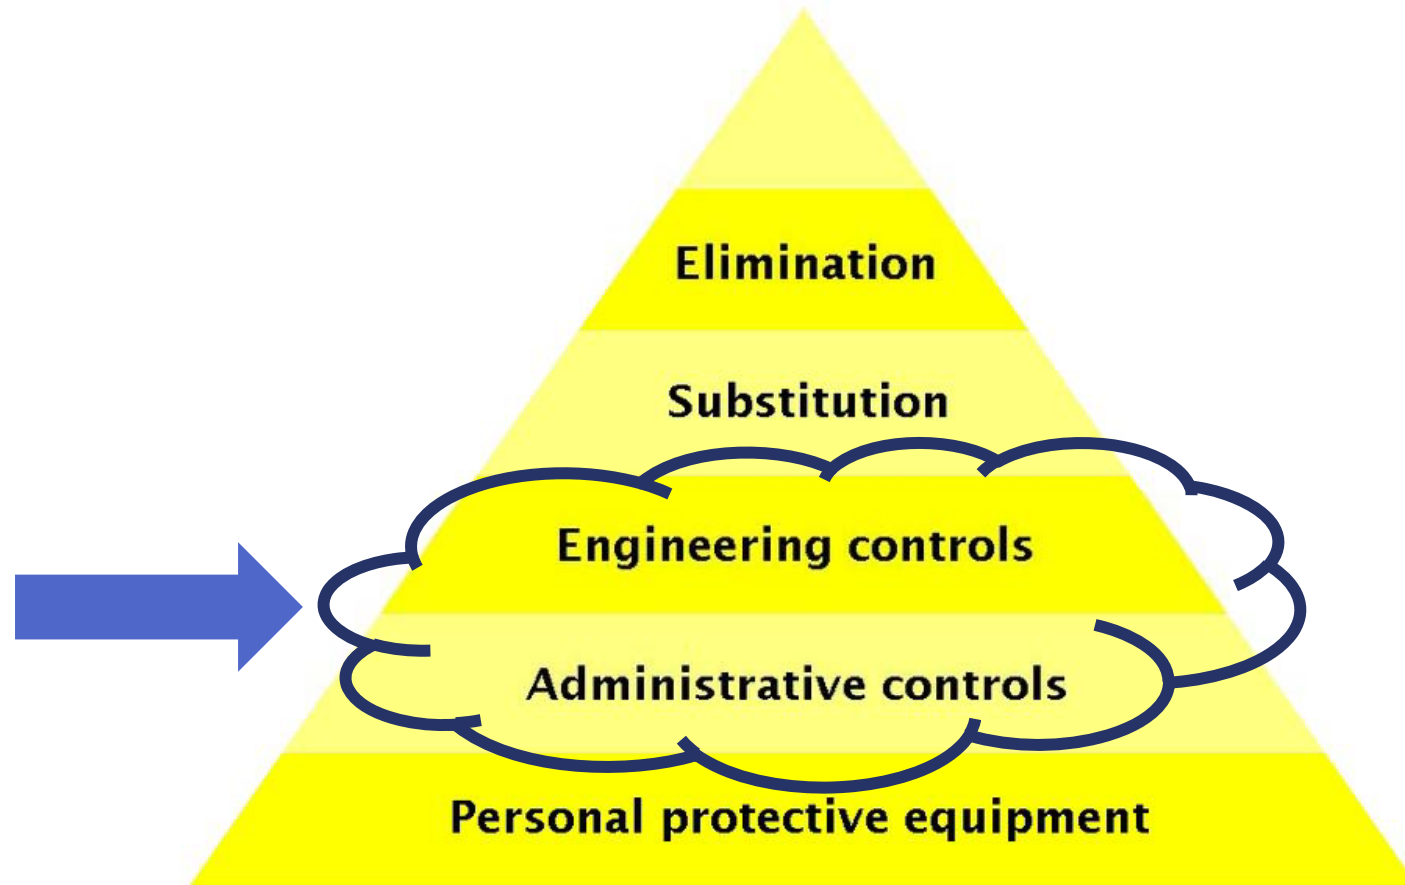 Elimination
Substitution
Engineering controls
Administrative controls
Personal protective equipment